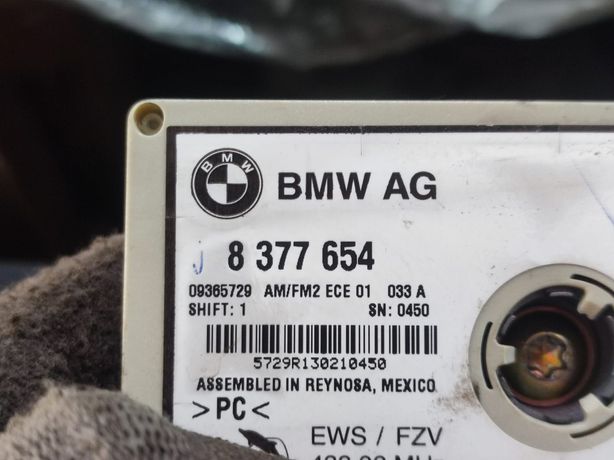 BMW
BMW AG
J 8 377 654
09365729 AM/FM2 ECE 01 033 A
SHIFT: 1 SN: 0450
5729R130210450
ASSEMBLED IN REYNOSA, MEXICO
>PC<
EWS / FZV